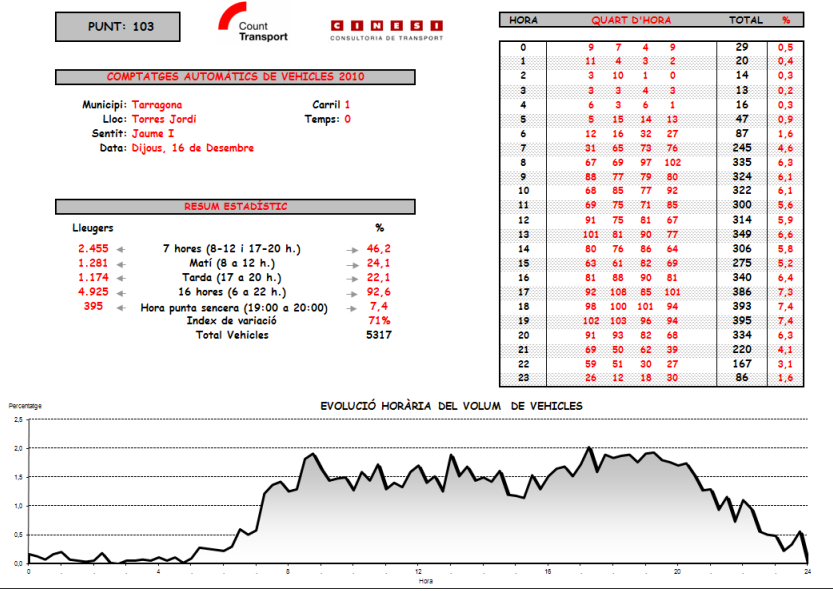 PUNT: 103
Count
Transport
CINESI
CONSULTORIA DE TRANSPORT
COMPTATGES AUTOMÀTICS DE VEHICLES 2010
Municipi: Tarragona Carril 1
Lloc: Torres Jordi Temps: 0
Sentit: Jaume I
Data: Dijous, 16 de Desembre
RESUM ESTADÍSTIC
Lleugers %
2.455 7 hores (8-12 i 17-20 h.) 46,2
1.281 Matí (8 a 12 h.) 24,1
1.174 Tarda (17 a 20 h.) 22,1
4.925 16 hores (6 a 22 h.) 92,6
395 Hora punta sencera (19:00 a 20:00) 7,4
Index de variació 71%
Total Vehicles 5317
HORA QUART D'HORA TOTAL %
0 9 7 4 9 29 0,5
1 11 4 3 2 20 0,4
2 3 10 1 0 14 0,3
3 3 3 4 3 13 0,2
4 6 3 6 1 16 0,3
5 5 15 14 13 47 0,9
6 12 16 32 27 87 1,6
7 31 65 73 76 245 4,6
8 67 69 97 102 335 6,3
9 88 77 79 80 324 6,1
10 68 85 77 92 322 6,1
11 69 75 71 85 300 5,6
12 91 75 81 67 314 5,9
13 101 81 90 77 349 6,6
14 80 76 86 64 306 5,8
15 63 61 82 69 275 5,2
16 81 88 90 81 340 6,4
17 92 108 85 101 386 7,3
18 98 100 101 94 393 7,4
19 102 103 96 94 395 7,4
20 91 93 82 68 334 6,3
21 69 50 62 39 220 4,1
22 59 51 30 27 167 3,1
23 26 12 18 30 86 1,6
EVOLUCIÓ HORÀRIA DEL VOLUM DE VEHICLES
Percentatge
2,5
2,0
1,5
1,0
0,5
0,0
0 4 8 12 16 20 24
Hora